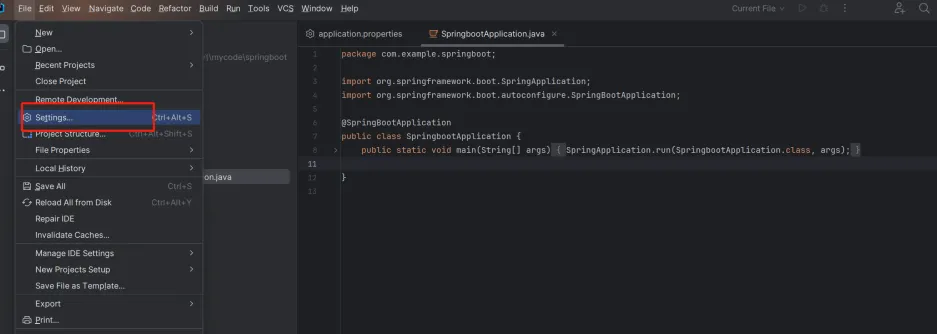 File Edit View Navigate Code Refactor Build Run Tools VCS Window Help Current File
New
Open...
Recent Projects
Close Project
Remote Development...
Settings... Ctrl+Alt+S
Project Structure... Ctrl+Alt+Shift+S
File Properties
Local History
Save All Ctrl+S
Reload All from Disk Ctrl+Alt+Y
Repair IDE
Invalidate Caches...
Manage IDE Settings
New Projects Setup
Save File as Template...
Export
Print...
\mycode\springboot
on.java
application.properties SpringbootApplication.java
1 package com.example.springboot;
2
3 import org.springframework.boot.SpringApplication;
4 import org.springframework.boot.autoconfigure.SpringBootApplication;
5
6 @SpringBootApplication
7 public class SpringbootApplication {
8 public static void main(String[] args) { SpringApplication.run(SpringbootApplication.class, args); }
11
12 }
13